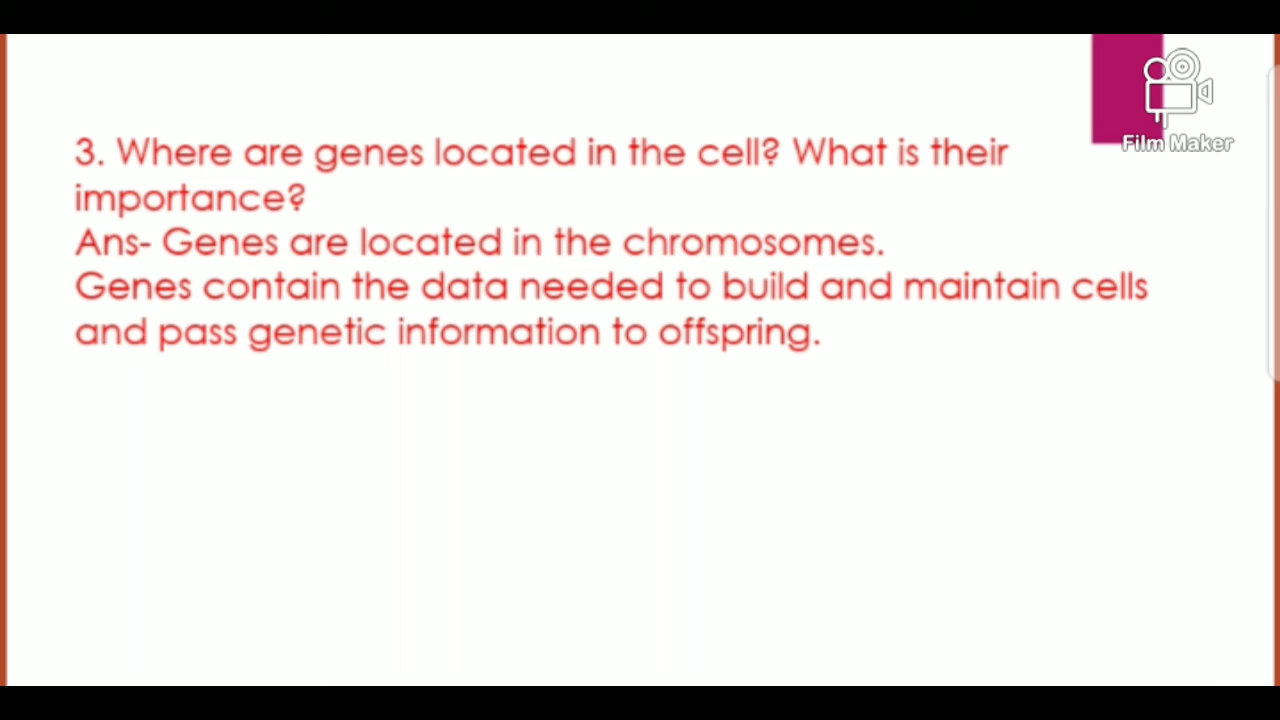 Film Maker
3. Where are genes located in the cell? What is their
importance?
Ans- Genes are located in the chromosomes.
Genes contain the data needed to build and maintain cells
and pass genetic information to offspring.